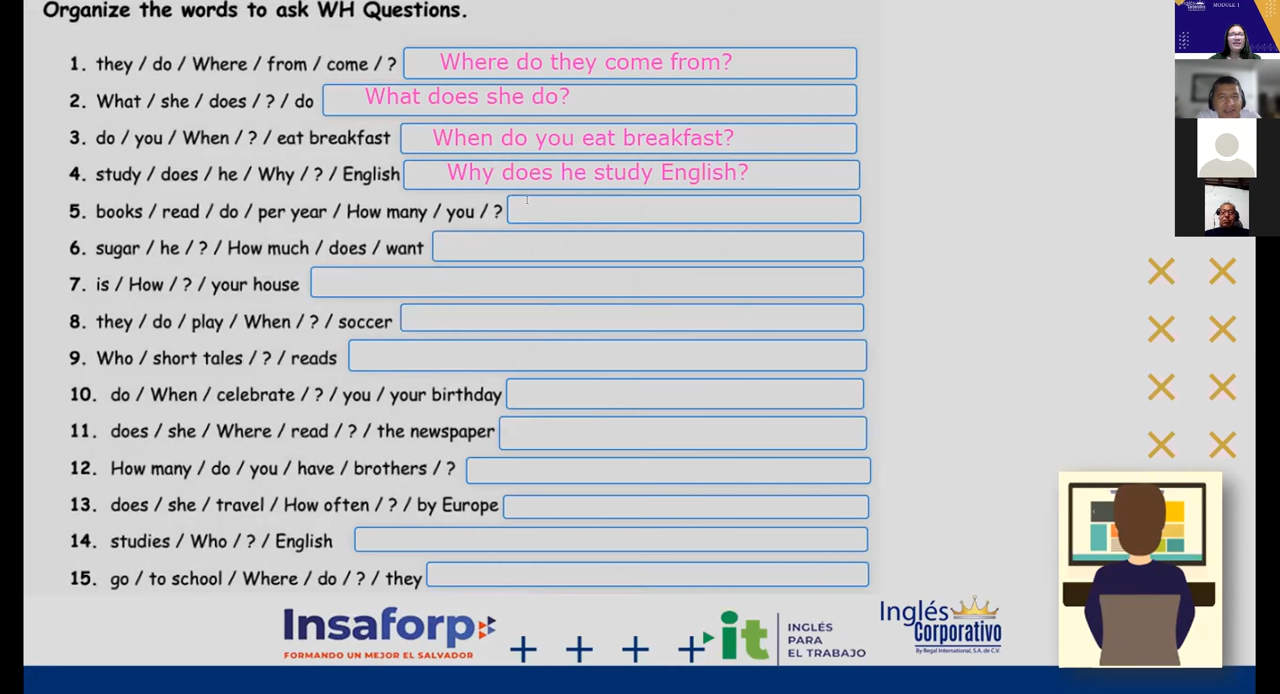 Organize the words to ask WH Questions.
1. they / do / Where / from / come / ? Where do they come from?
2. What / she / does / ? / do What does she do?
3. do / you / When / ? / eat breakfast When do you eat breakfast?
4. study / does / he / Why / ? / English Why does he study English?
5. books / read / do / per year / How many / you / ?
6. sugar / he / ? / How much / does / want
7. is / How / ? / your house
8. they / do / play / When / ? / soccer
9. Who / short tales / ? / reads
10. do / When / celebrate / ? / you / your birthday
11. does / she / Where / read / ? / the newspaper
12. How many / do / you / have / brothers / ?
13. does / she / travel / How often / ? / by Europe
14. studies / Who / ? / English
15. go / to school / Where / do / ? / they
Insaforp
FORMANDO UN MEJOR EL SALVADOR
it
INGLÉS
PARA
EL TRABAJO
Inglés
Corporativo
By Regal International, S.A. de C.V.
MODULE 1